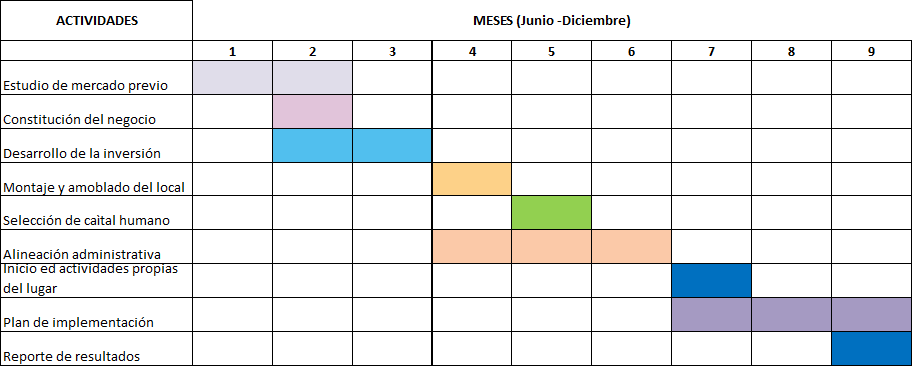 ACTIVIDADES MESES (Junio -Diciembre)
1 2 3 4 5 6 7 8 9
Estudio de mercado previo
Constitución del negocio
Desarrollo de la inversión
Montaje y amoblado del local
Selección de caìtal humano
Alineación administrativa
Inicio ed actividades propias
del lugar
Plan de implementación
Reporte de resultados